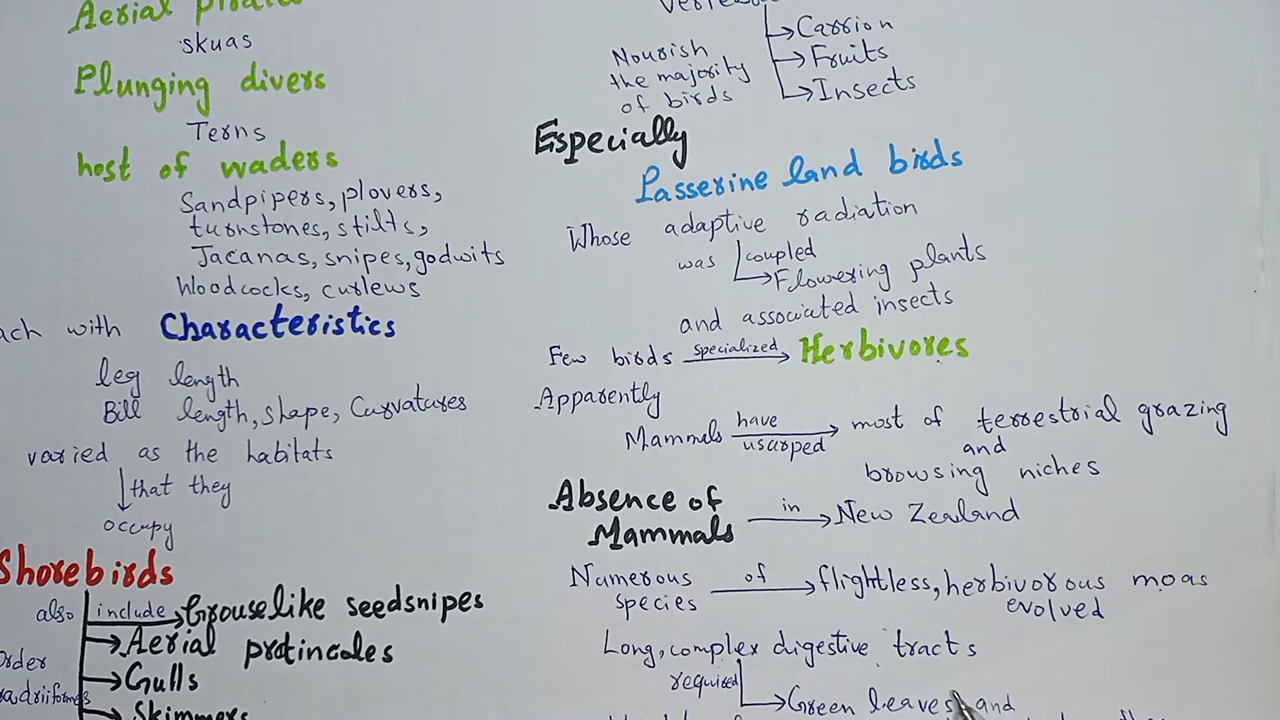 Aerial
skuas
Plunging divers
Terns
host of waders
Sandpipers, plovers,
turnstones, stilts,
Jacanas, snipes, godwits
Woodcocks, curlews
ach with Characteristics
leg length
Bill length, shape, Curvatures
varied as the habitats
that they
occupy
Shorebirds
also include Grouselike seedsnipes
Aerial pratincoles
Order
Gulls
adriiformes
Skimmers
Carrion
Nourish
Fruits
the majority
Insects
of birds
Especially
Passerine land birds
Whose adaptive radiation
was coupled
Flowering plants
and associated insects
Few birds specialized Herbivores
Apparently
Mammals have usurped most of terrestrial grazing
and
browsing niches
Absence of
Mammals in New Zealand
Numerous
species of flightless, herbivorous moas
evolved
Long, complex digestive tracts
required
Green leaves and